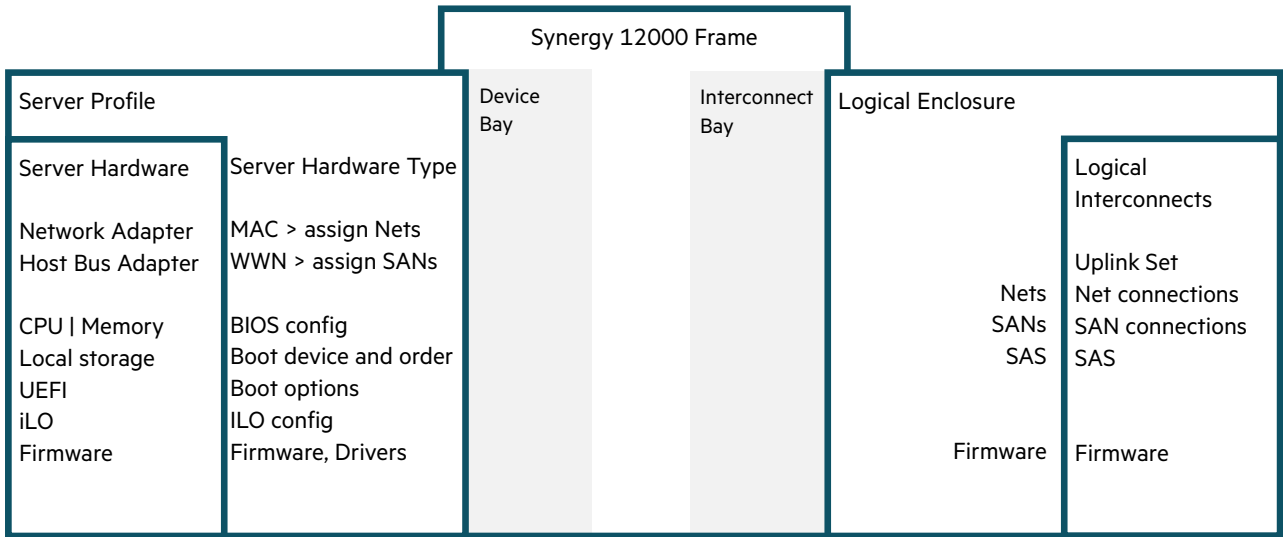 Synergy 12000 Frame
Server Profile
Server Hardware
Network Adapter
Host Bus Adapter
CPU | Memory
Local storage
UEFI
iLO
Firmware
Server Hardware Type
MAC > assign Nets
WWN > assign SANs
BIOS config
Boot device and order
Boot options
ILO config
Firmware, Drivers
Device
Bay
Interconnect
Bay
Logical Enclosure
Nets
SANs
SAS
Firmware
Logical
Interconnects
Uplink Set
Net connections
SAN connections
SAS
Firmware